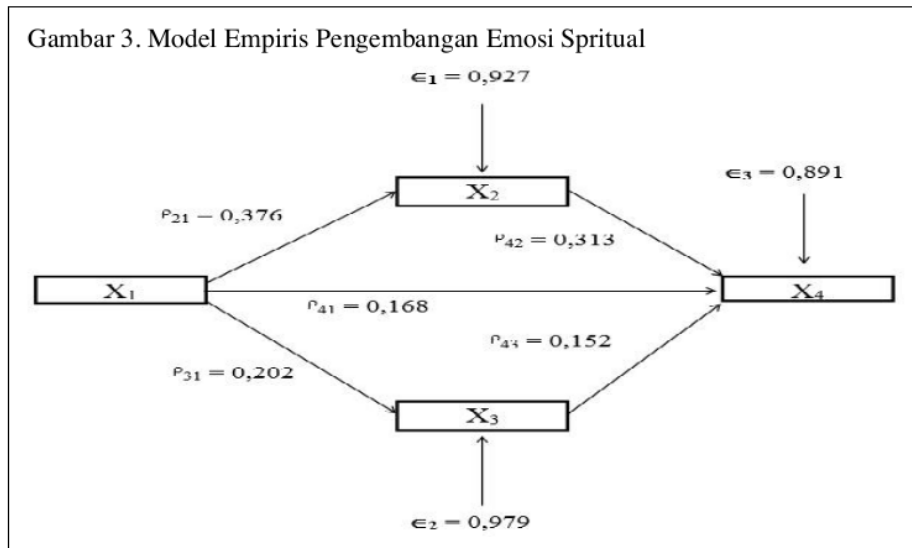 Gambar 3. Model Empiris Pengembangan Emosi Spritual
ϵ₁ = 0,927
X₂
ϵ₃ = 0,891
ρ₂₁ – 0,376
ρ₄₂ = 0,313
X₁
X₄
ρ₄₁ = 0,168
ρ₄₃ = 0,152
ρ₃₁ = 0,202
X₃
ϵ₂ = 0,979